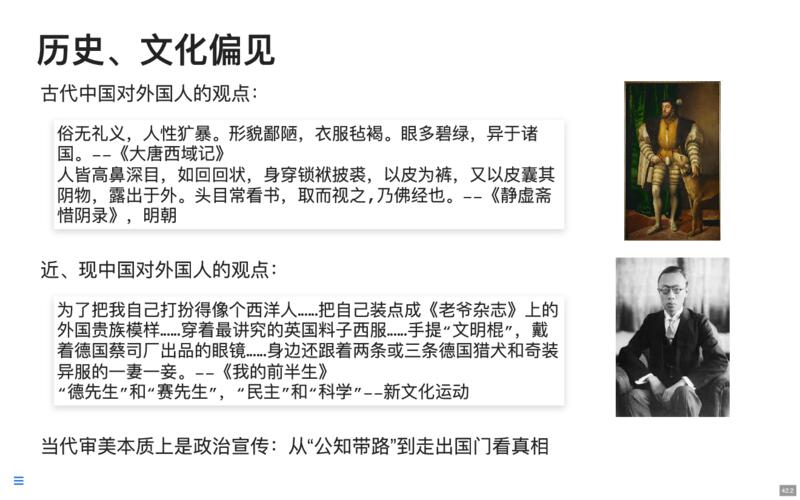 历史、文化偏见
古代中国对外国人的观点：
俗无礼义，人性犷暴。形貌鄙陋，衣服毡褐。眼多碧绿，异于诸
国。--《大唐西域记》
人皆高鼻深目，如回回状，身穿锁袱披裘，以皮为裤，又以皮囊其
阴物，露出于外。头目常看书，取而视之,乃佛经也。--《静虚斋
惜阴录》，明朝
近、现中国对外国人的观点：
为了把我自己打扮得像个西洋人……把自己装点成《老爷杂志》上的
外国贵族模样……穿着最讲究的英国料子西服……手提“文明棍”，戴
着德国蔡司厂出品的眼镜……身边还跟着两条或三条德国猎犬和奇装
异服的一妻一妾。--《我的前半生》
“德先生”和“赛先生”，“民主”和“科学”--新文化运动
当代审美本质上是政治宣传：从“公知带路”到走出国门看真相
42.2